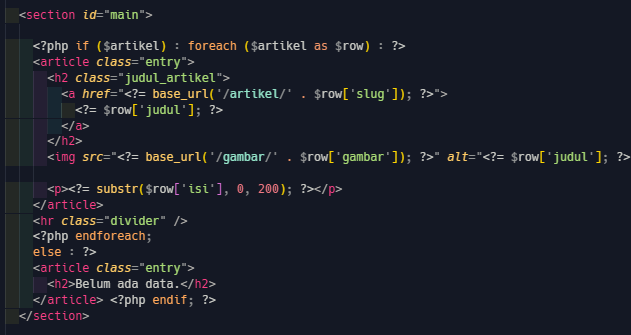 <section id="main">
<?php if ($artikel) : foreach ($artikel as $row) : ?>
<article class="entry">
<h2 class="judul_artikel">
<a href="<?= base_url('/artikel/' . $row['slug']); ?>">
<?= $row['judul']; ?>
</a>
</h2>
<img src="<?= base_url('/gambar/' . $row['gambar']); ?>" alt="<?= $row['judul']; ?>
<p><?= substr($row['isi'], 0, 200); ?></p>
</article>
<hr class="divider" />
<?php endforeach;
else : ?>
<article class="entry">
<h2>Belum ada data.</h2>
</article> <?php endif; ?>
</section>